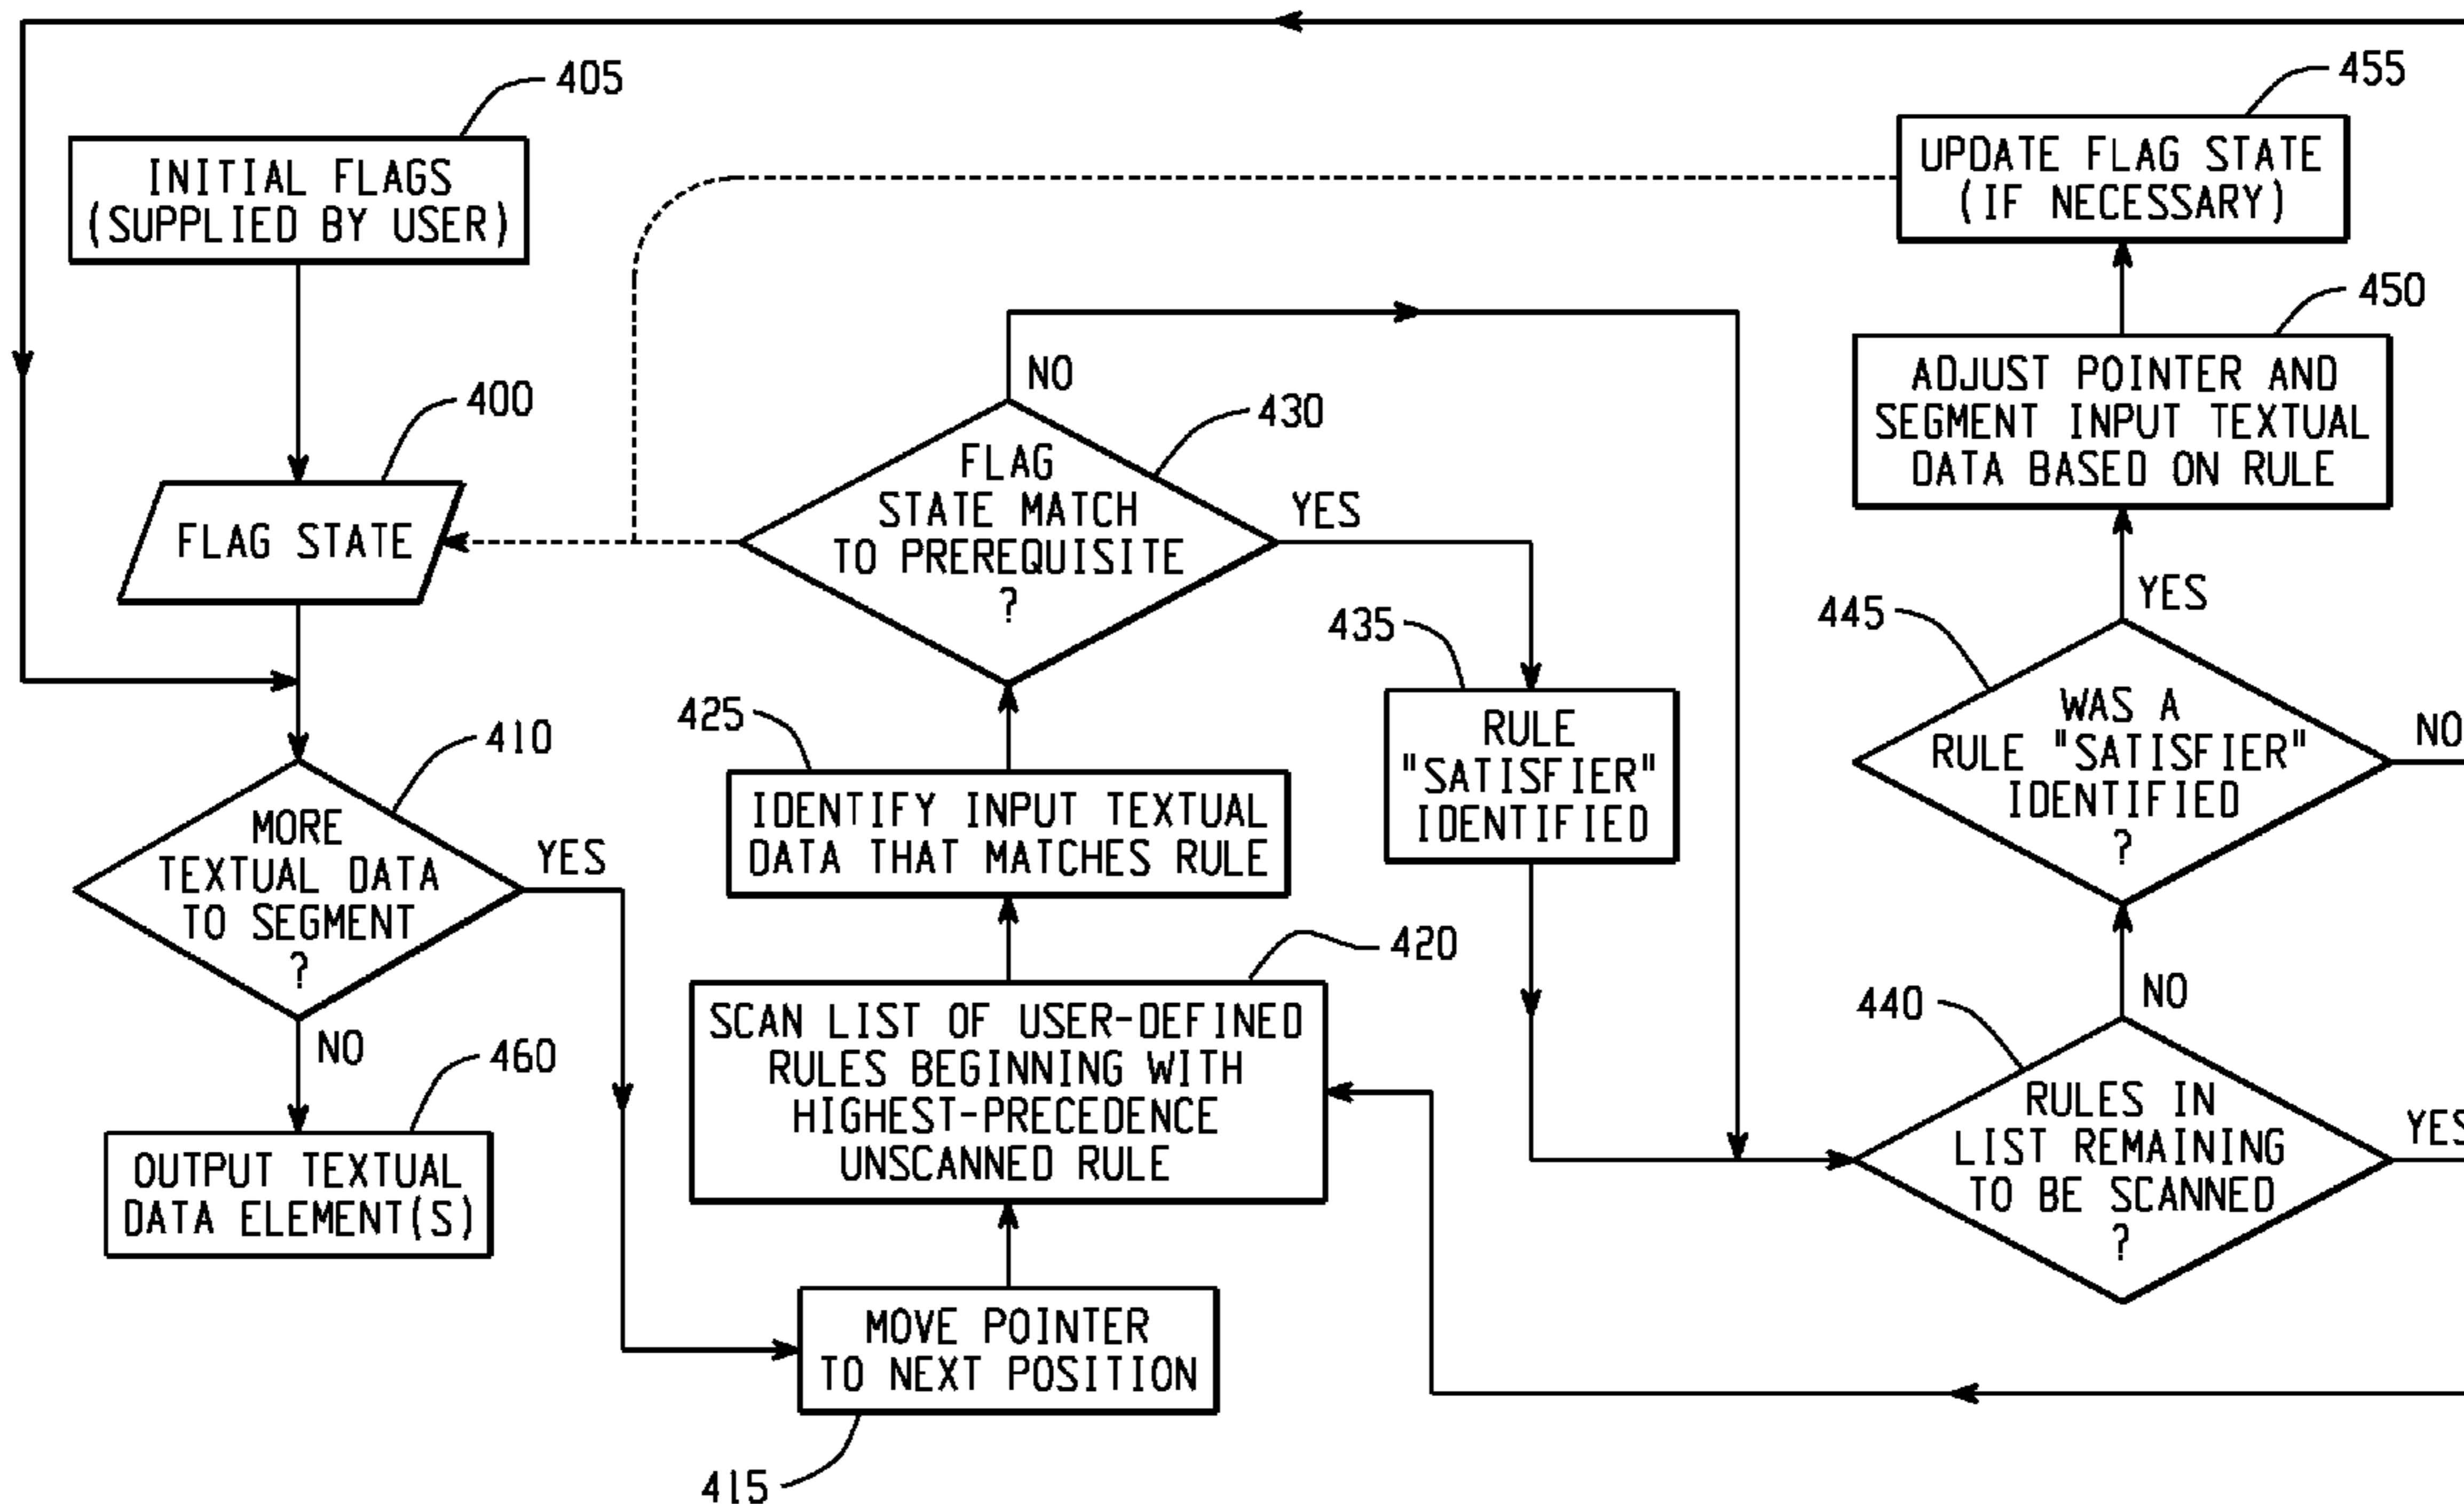 405
INITIAL FLAGS
(SUPPLIED BY USER)
400
FLAG STATE
410
MORE
TEXTUAL DATA
TO SEGMENT
?
YES
NO
460
OUTPUT TEXTUAL
DATA ELEMENT(S)
NO
430
FLAG
STATE MATCH
TO PREREQUISITE
?
YES
425
IDENTIFY INPUT TEXTUAL
DATA THAT MATCHES RULE
420
SCAN LIST OF USER-DEFINED
RULES BEGINNING WITH
HIGHEST-PRECEDENCE
UNSCANNED RULE
MOVE POINTER
TO NEXT POSITION
415
435
RULE
"SATISFIER"
IDENTIFIED
455
UPDATE FLAG STATE
(IF NECESSARY)
450
ADJUST POINTER AND
SEGMENT INPUT TEXTUAL
DATA BASED ON RULE
YES
445
WAS A
RULE "SATISFIER"
IDENTIFIED
?
NO
NO
440
RULES IN
LIST REMAINING
TO BE SCANNED
?
YES